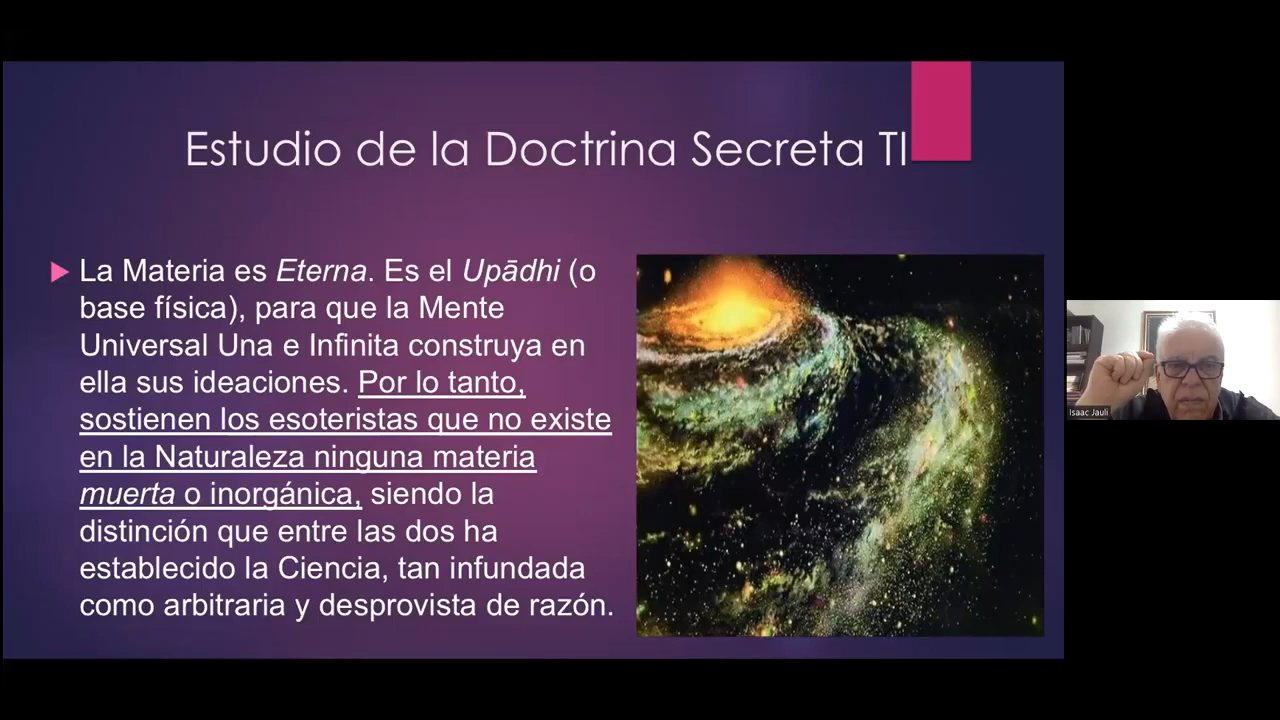 Estudio de la Doctrina Secreta TI
La Materia es Eterna. Es el Upādhi (o
base física), para que la Mente
Universal Una e Infinita construya en
ella sus ideaciones. Por lo tanto,
sostienen los esoteristas que no existe
en la Naturaleza ninguna materia
muerta o inorgánica, siendo la
distinción que entre las dos ha
establecido la Ciencia, tan infundada
como arbitraria y desprovista de razón.
Isaac Jauli